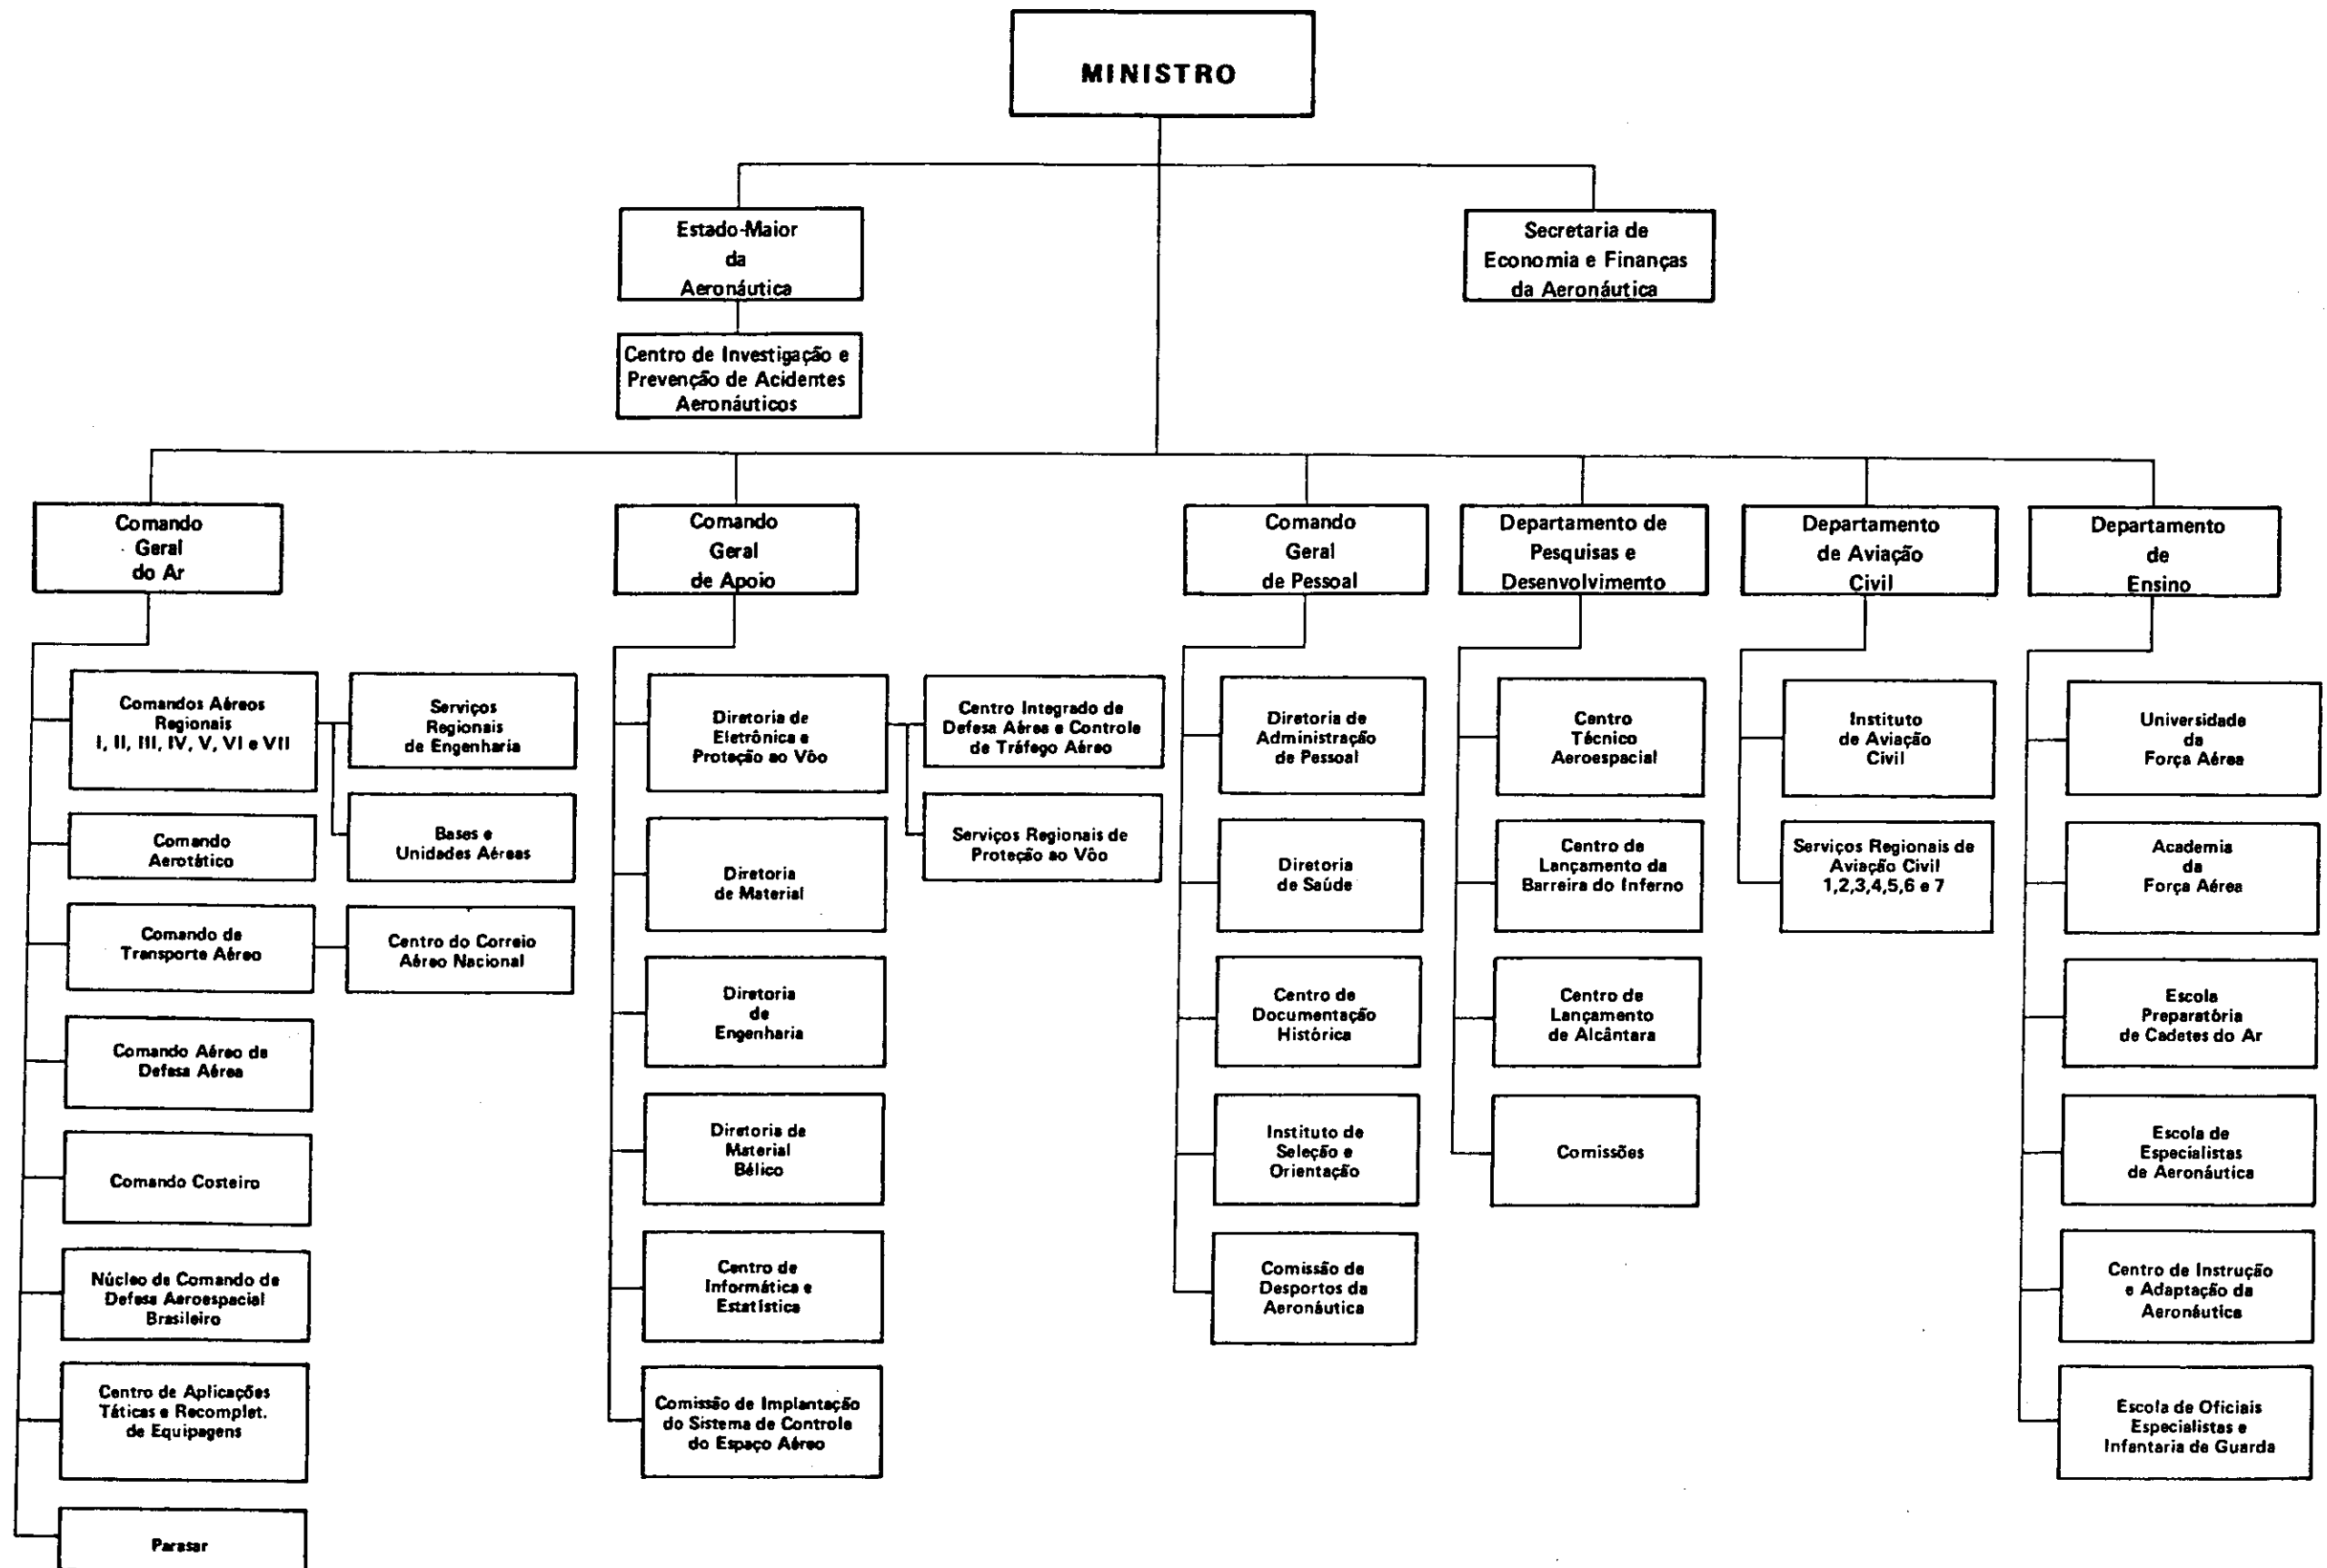 MINISTRO
Estado-Maior
da
Aeronáutica
Secretaria de
Economia e Finanças
da Aeronáutica
Centro de Investigação e
Prevenção de Acidentes
Aeronáuticos
Comando
Geral
do Ar
Comando
Geral
de Apoio
Comando
Geral
de Pessoal
Departamento de
Pesquisas e
Desenvolvimento
Departamento
de Aviação
Civil
Departamento
de
Ensino
Comandos Aéreos
Regionais
I, II, III, IV, V, VI e VII
Serviços
Regionais
de Engenharia
Bases e
Unidades Aéreas
Comando
Aerotático
Comando de
Transporte Aéreo
Centro do Correio
Aéreo Nacional
Comando Aéreo de
Defesa Aérea
Comando Costeiro
Núcleo de Comando de
Defesa Aeroespacial
Brasileiro
Centro de Aplicações
Táticas e Recomplet.
de Equipagens
Parasar
Diretoria de
Eletrônica e
Proteção ao Vôo
Centro Integrado de
Defesa Aérea e Controle
de Tráfego Aéreo
Serviços Regionais de
Proteção ao Vôo
Diretoria
de Material
Diretoria
de
Engenharia
Diretoria de
Material
Bélico
Centro de
Informática e
Estatística
Comissão de Implantação
do Sistema de Controle
do Espaço Aéreo
Diretoria de
Administração
de Pessoal
Diretoria
de Saúde
Centro de
Documentação
Histórica
Instituto de
Seleção e
Orientação
Comissão de
Desportos da
Aeronáutica
Centro
Técnico
Aeroespacial
Centro de
Lançamento da
Barreira do Inferno
Centro de
Lançamento
de Alcântara
Comissões
Instituto
de Aviação
Civil
Serviços Regionais de
Aviação Civil
1,2,3,4,5,6 e 7
Universidade
da
Força Aérea
Academia
da
Força Aérea
Escola
Preparatória
de Cadetes do Ar
Escola de
Especialistas
de Aeronáutica
Centro de Instrução
e Adaptação da
Aeronáutica
Escola de Oficiais
Especialistas e
Infantaria de Guarda